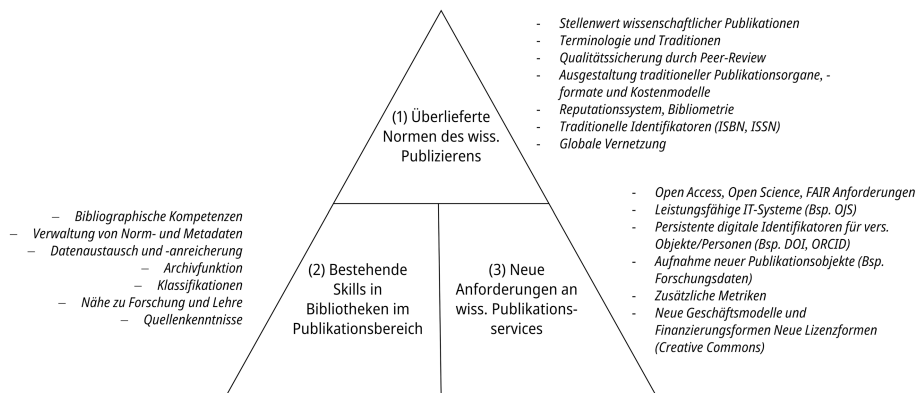 - Stellenwert wissenschaftlicher Publikationen
- Terminologie und Traditionen
- Qualitätssicherung durch Peer-Review
- Ausgestaltung traditioneller Publikationsorgane, -
formate und Kostenmodelle
- Reputationssystem, Bibliometrie
- Traditionelle Identifikatoren (ISBN, ISSN)
- Globale Vernetzung
(1) Überlieferte
Normen des wiss.
Publizierens
– Bibliographische Kompetenzen
– Verwaltung von Norm- und Metadaten
– Datenaustausch und -anreicherung
– Archivfunktion
– Klassifikationen
– Nähe zu Forschung und Lehre
– Quellenkenntnisse
(2) Bestehende
Skills in
Bibliotheken im
Publikationsbereich
(3) Neue
Anforderungen an
wiss. Publikations-
services
- Open Access, Open Science, FAIR Anforderungen
- Leistungsfähige IT-Systeme (Bsp. OJS)
- Persistente digitale Identifikatoren für vers.
Objekte/Personen (Bsp. DOI, ORCID)
- Aufnahme neuer Publikationsobjekte (Bsp.
Forschungsdaten)
- Zusätzliche Metriken
- Neue Geschäftsmodelle und
Finanzierungsformen Neue Lizenzformen
(Creative Commons)